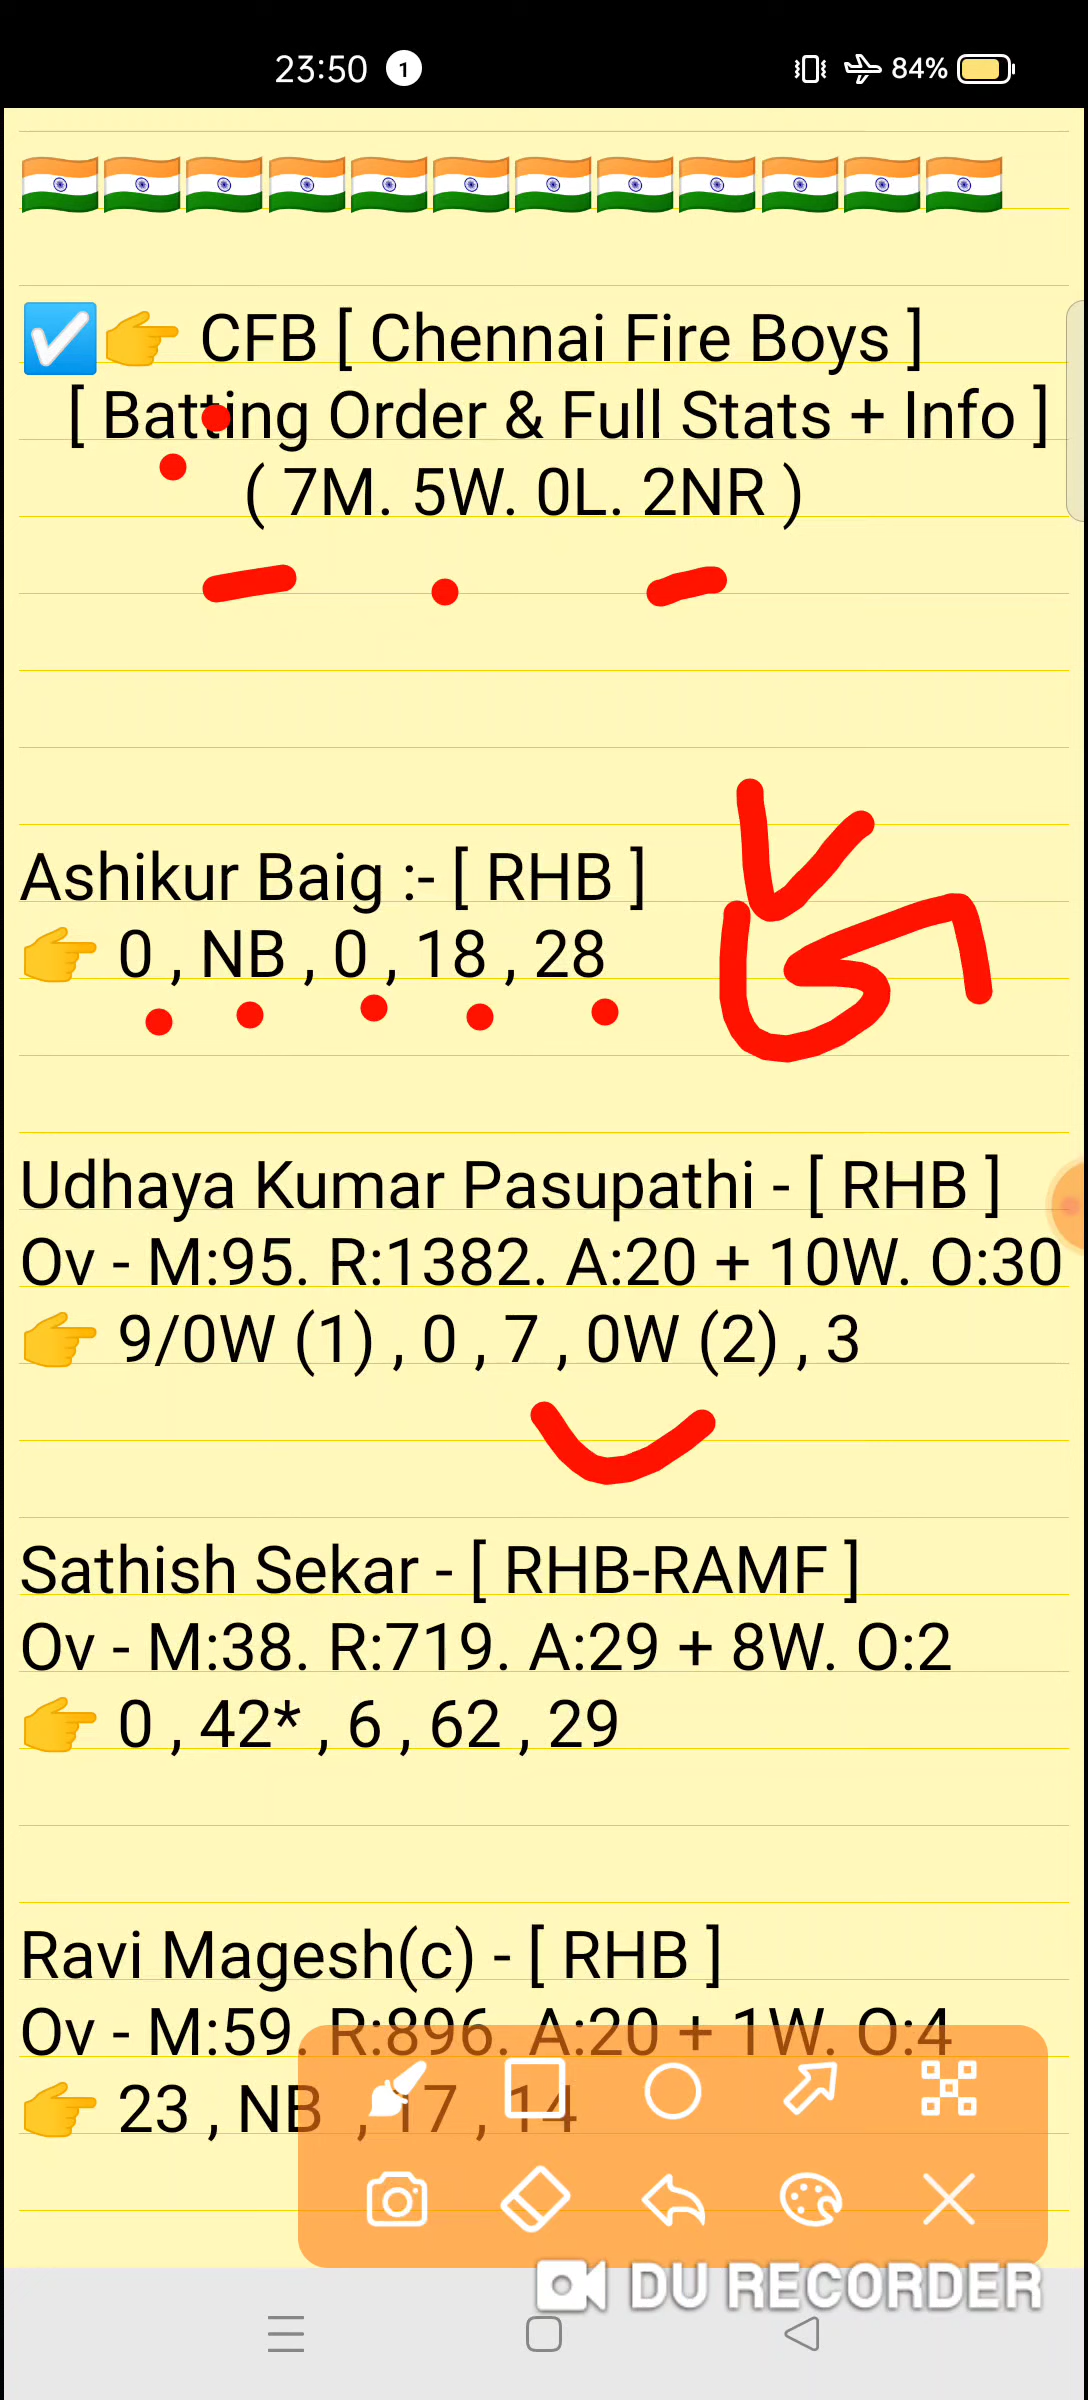 23:50 1 84%
CFB [ Chennai Fire Boys ]
[ Batting Order & Full Stats + Info ]
( 7M. 5W. 0L. 2NR )
Ashikur Baig :- [ RHB ]
0 , NB , 0 , 18 , 28
Udhaya Kumar Pasupathi - [ RHB ]
Ov - M:95. R:1382. A:20 + 10W. O:30
9/0W (1) , 0 , 7 , 0W (2) , 3
Sathish Sekar - [ RHB-RAMF ]
Ov - M:38. R:719. A:29 + 8W. O:2
0 , 42* , 6 , 62 , 29
Ravi Magesh(c) - [ RHB ]
Ov - M:59. R:896. A:20 + 1W. O:4
23 , NB , 17 , 14
DU RECORDER